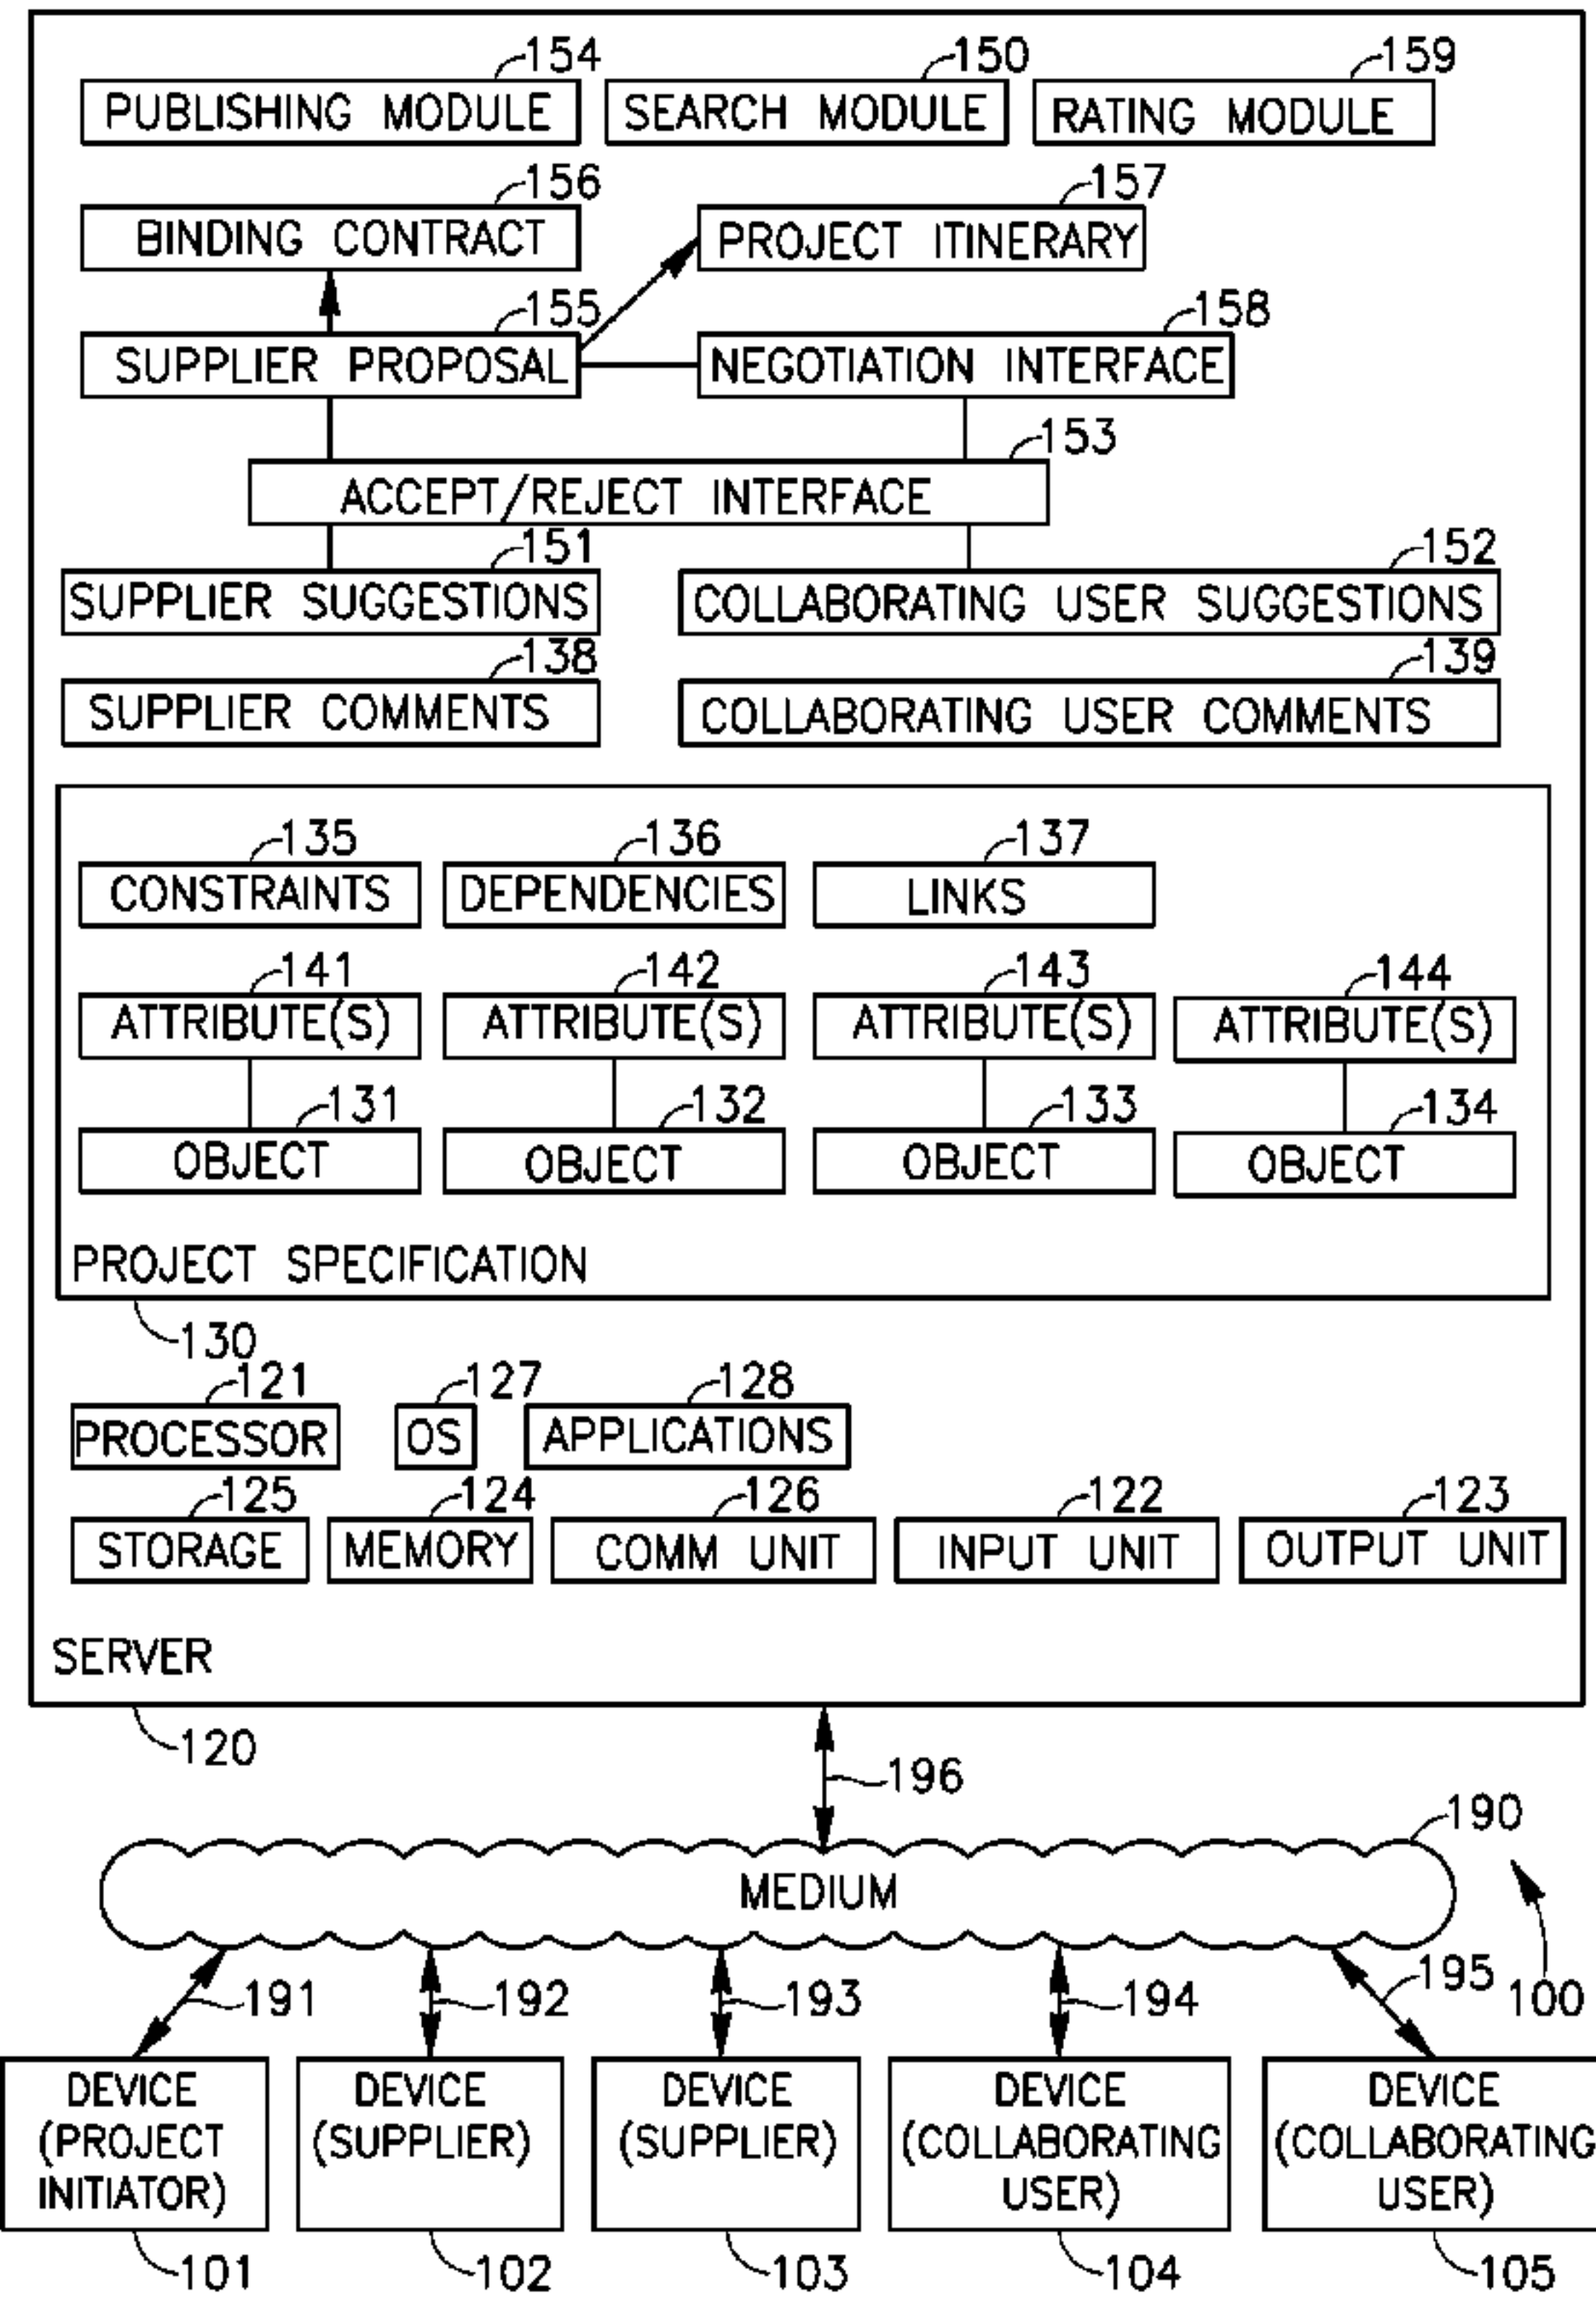 154 150 159
PUBLISHING MODULE SEARCH MODULE RATING MODULE
156 157
BINDING CONTRACT PROJECT ITINERARY
155 158
SUPPLIER PROPOSAL NEGOTIATION INTERFACE
153
ACCEPT/REJECT INTERFACE
151 152
SUPPLIER SUGGESTIONS COLLABORATING USER SUGGESTIONS
138 139
SUPPLIER COMMENTS COLLABORATING USER COMMENTS
135 136 137
CONSTRAINTS DEPENDENCIES LINKS
141 142 143 144
ATTRIBUTE(S) ATTRIBUTE(S) ATTRIBUTE(S) ATTRIBUTE(S)
131 132 133 134
OBJECT OBJECT OBJECT OBJECT
PROJECT SPECIFICATION
130
121 127 128
PROCESSOR OS APPLICATIONS
125 124 126 122 123
STORAGE MEMORY COMM UNIT INPUT UNIT OUTPUT UNIT
SERVER
120
196
190
MEDIUM
191 192 193 194 195 100
DEVICE DEVICE DEVICE DEVICE DEVICE
(PROJECT (SUPPLIER) (SUPPLIER) (COLLABORATING (COLLABORATING
INITIATOR) USER) USER)
101 102 103 104 105